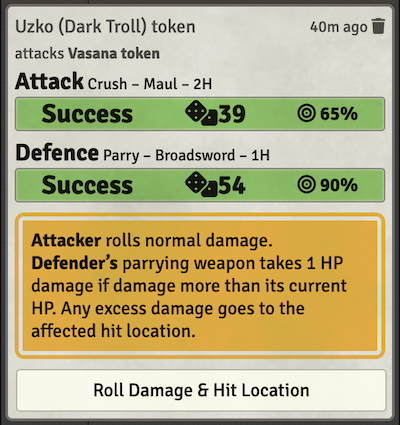 Uzko (Dark Troll) token 40m ago
attacks Vasana token
Attack Crush – Maul – 2H
Success 39 65%
Defence Parry – Broadsword – 1H
Success 54 90%
Attacker rolls normal damage.
Defender's parrying weapon takes 1 HP
damage if damage more than its current
HP. Any excess damage goes to the
affected hit location.
Roll Damage & Hit Location